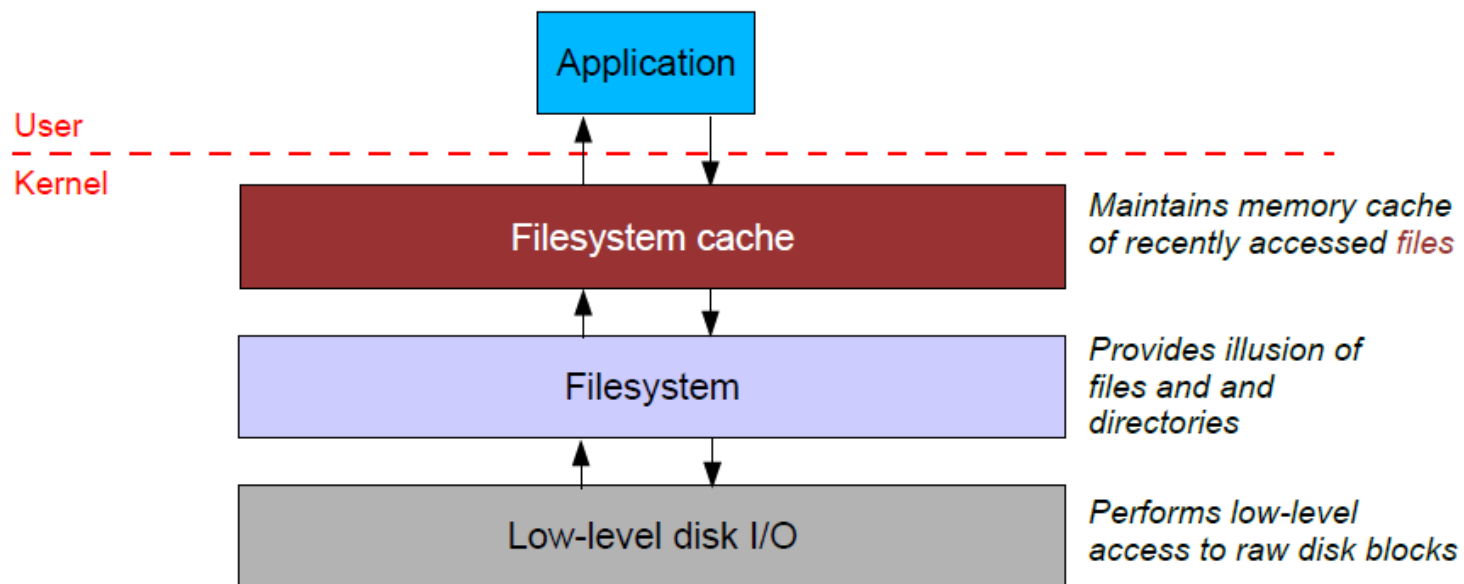 Application
User
Kernel
Filesystem cache
Maintains memory cache
of recently accessed files
Filesystem
Provides illusion of
files and and
directories
Low-level disk I/O
Performs low-level
access to raw disk blocks